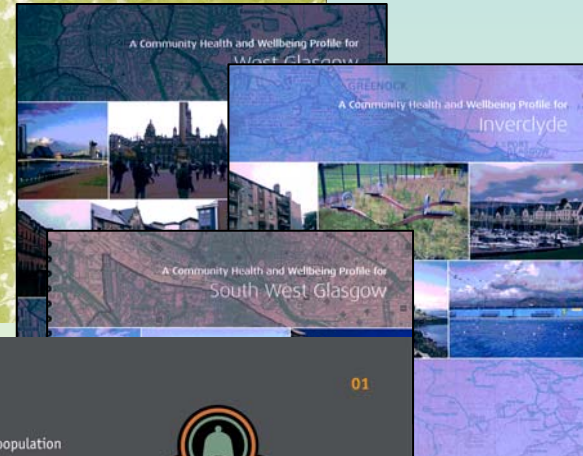 A Community Health and Wellbeing Profile for
West Glasgow
GREENOCK
A Community Health and Wellbeing Profile for
Inverclyde
A Community Health and Wellbeing Profile for
South West Glasgow
01
population